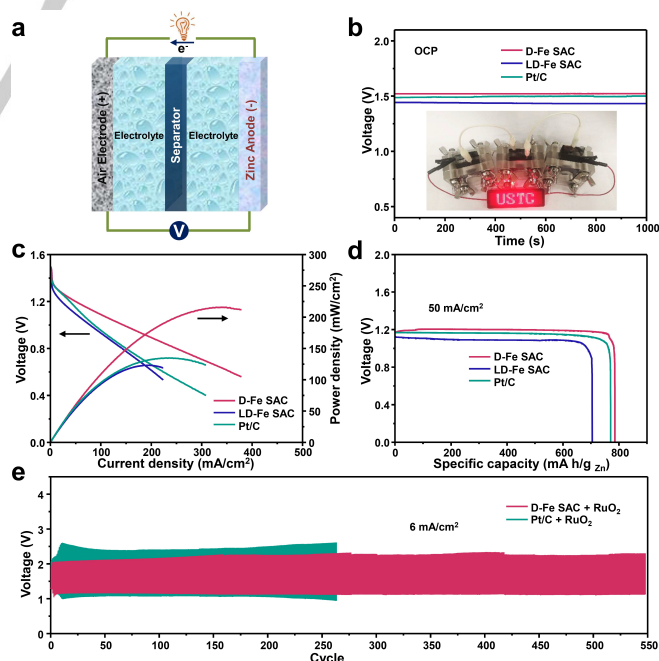 a
e-
Air Electrode (+)
Electrolyte
Separator
Electrolyte
Zinc Anode (-)
V
b
OCP
D-Fe SAC
LD-Fe SAC
Pt/C
USTC
Voltage (V)
2.0
1.5
1.0
0.5
0 200 400 600 800 1000
Time (s)
c
Voltage (V)
1.6
1.2
0.8
0.4
0.0
0 100 200 300 400 500
Current density (mA/cm²)
Power density (mW/cm²)
300
250
200
150
100
50
0
D-Fe SAC
LD-Fe SAC
Pt/C
d
50 mA/cm²
Voltage (V)
2.0
1.6
1.2
0.8
0.4
0.0
D-Fe SAC
LD-Fe SAC
Pt/C
0 200 400 600 800
Specific capacity (mA h/g Zn)
e
6 mA/cm²
D-Fe SAC + RuO₂
Pt/C + RuO₂
Voltage (V)
4
3
2
1
0
0 50 100 150 200 250 300 350 400 450 500 550
Cycle